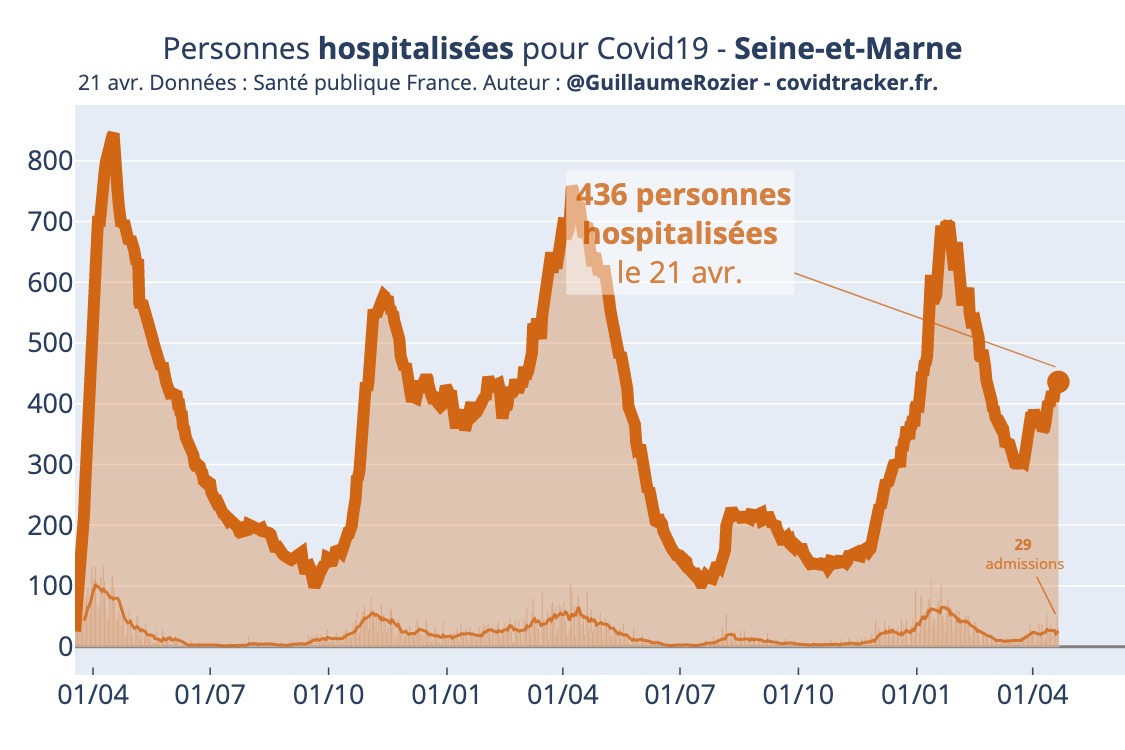 Personnes hospitalisées pour Covid19 - Seine-et-Marne
21 avr. Données : Santé publique France. Auteur : @GuillaumeRozier - covidtracker.fr.
800
700
600
500
400
300
200
100
0
436 personnes
hospitalisées
le 21 avr.
29
admissions
01/04 01/07 01/10 01/01 01/04 01/07 01/10 01/01 01/04